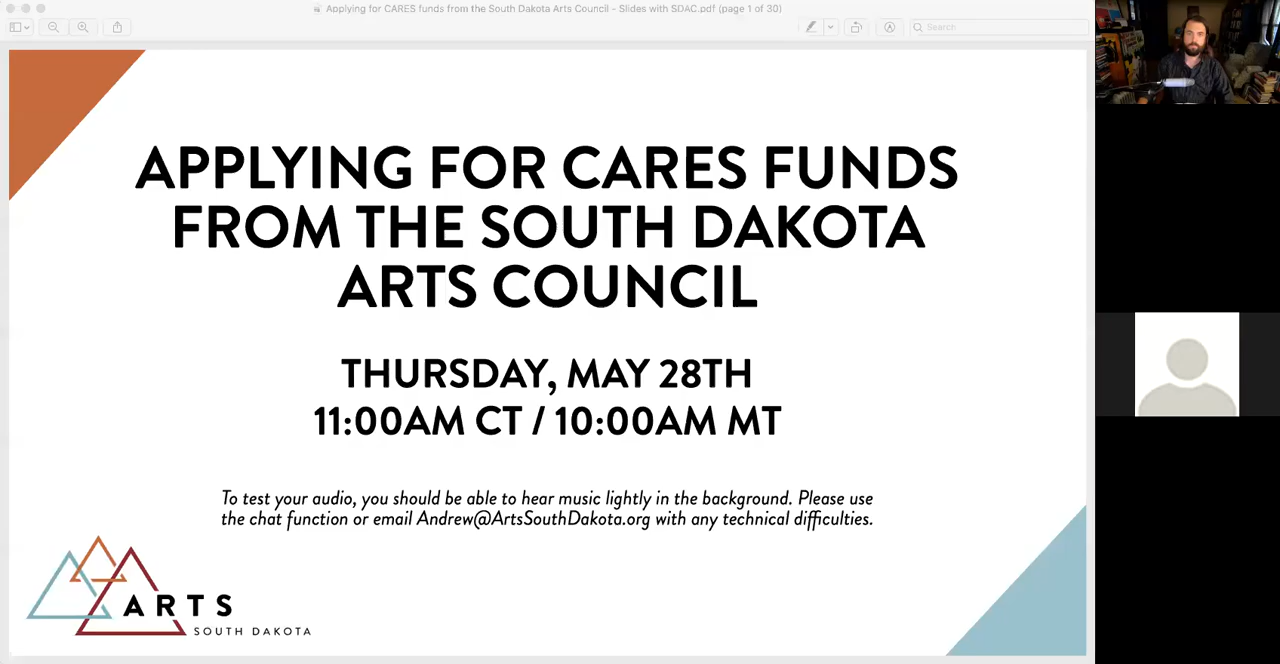 Applying for CARES funds from the South Dakota Arts Council - Slides with SDAC.pdf (page 1 of 30)
Search
APPLYING FOR CARES FUNDS
FROM THE SOUTH DAKOTA
ARTS COUNCIL
THURSDAY, MAY 28TH
11:00AM CT / 10:00AM MT
To test your audio, you should be able to hear music lightly in the background. Please use
the chat function or email Andrew@ArtsSouthDakota.org with any technical difficulties.
ARTS
SOUTH DAKOTA